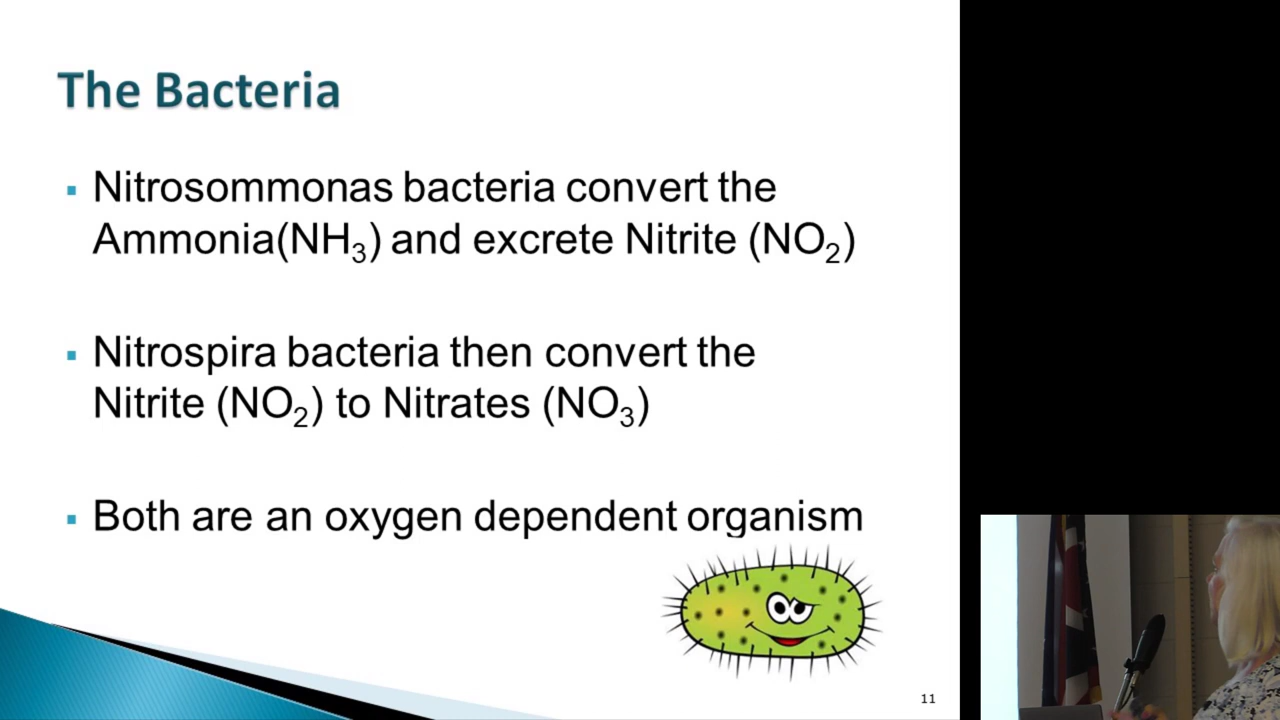 The Bacteria
Nitrosommonas bacteria convert the
Ammonia(NH₃) and excrete Nitrite (NO₂)
Nitrospira bacteria then convert the
Nitrite (NO₂) to Nitrates (NO₃)
Both are an oxygen dependent organism
11